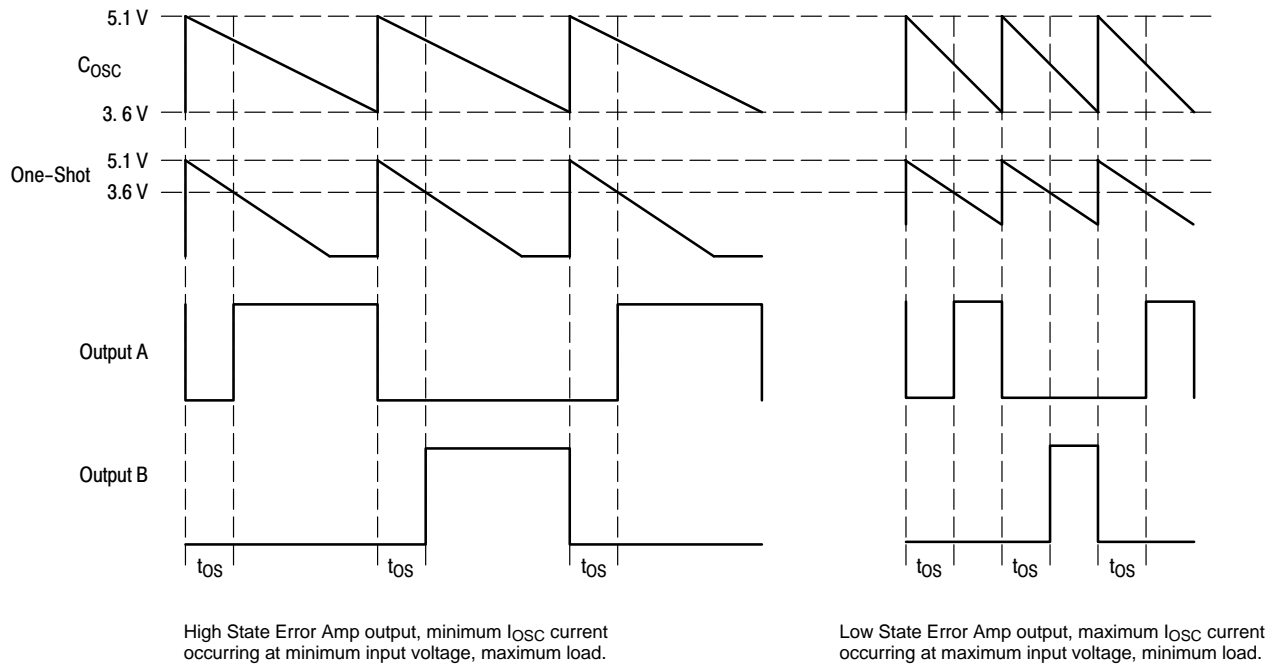 5.1 V
COSC
3. 6 V
5.1 V
One-Shot
3.6 V
Output A
Output B
tOS tOS tOS tOS tOS tOS
High State Error Amp output, minimum IOSC current
occurring at minimum input voltage, maximum load.
Low State Error Amp output, maximum IOSC current
occurring at maximum input voltage, minimum load.